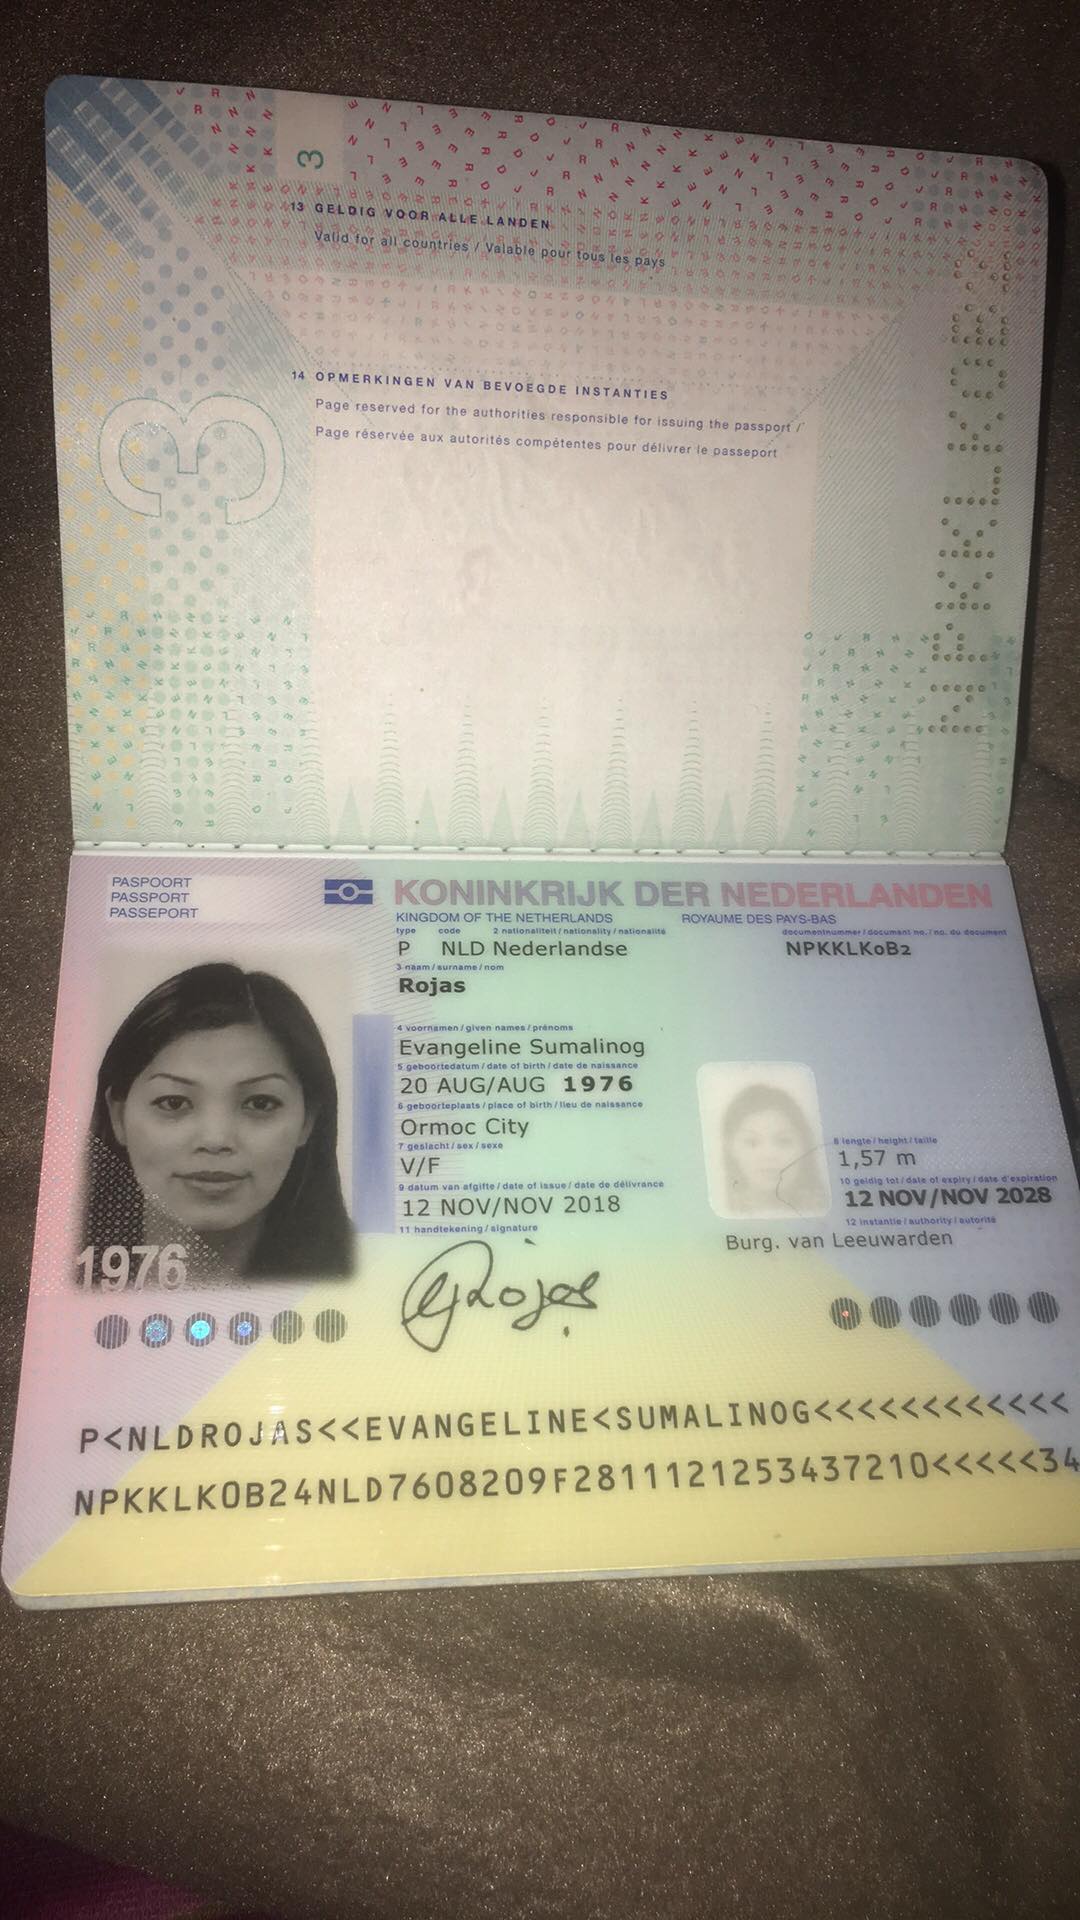 3
13 GELDIG VOOR ALLE LANDEN
Valid for all countries / Valable pour tous les pays
14 OPMERKINGEN VAN BEVOEGDE INSTANTIES
Page reserved for the authorities responsible for issuing the passport /
Page réservée aux autorités compétentes pour délivrer le passeport
3
PASPOORT
PASSPORT
PASSEPORT
KONINKRIJK DER NEDERLANDEN
KINGDOM OF THE NETHERLANDS ROYAUME DES PAYS-BAS
type code 2 nationaliteit / nationality / nationalité documentnummer / document no. / no. du document
P NLD Nederlandse NPKKLK0B2
3 naam / surname / nom
Rojas
4 voornamen / given names / prénoms
Evangeline Sumalinog
5 geboortedatum / date of birth / date de naissance
20 AUG/AUG 1976
6 geboorteplaats / place of birth / lieu de naissance
Ormoc City
7 geslacht / sex / sexe
V/F
8 lengte / height / taille
1,57 m
9 datum van afgifte / date of issue / date de délivrance
12 NOV/NOV 2018
10 geldig tot / date of expiry / date d'expiration
12 NOV/NOV 2028
11 handtekening / signature
12 instantie / authority / autorité
Burg. van Leeuwarden
1976
Rojas
P<NLDROJAS<<EVANGELINE<SUMALINOG<<<<<<<<<<<<
NPKKLK0B24NLD7608209F2811121253437210<<<<<34